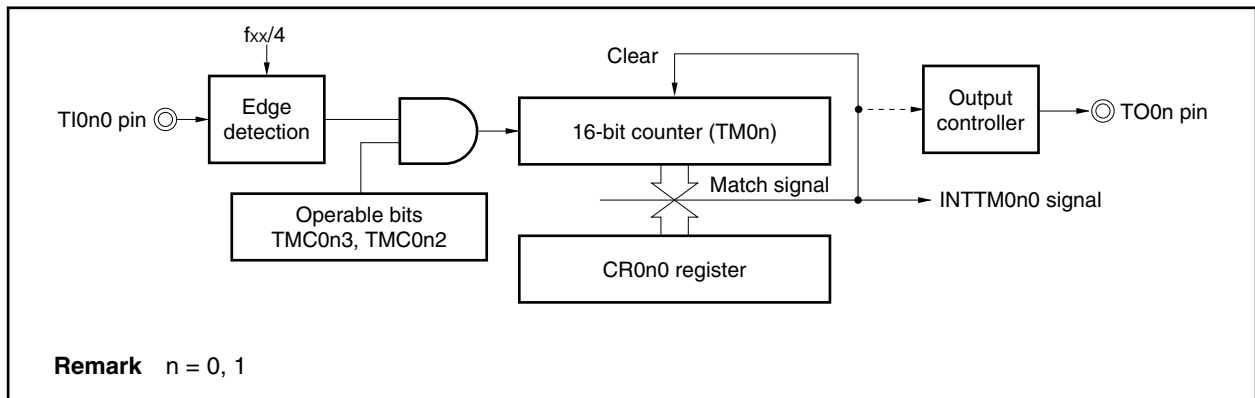 fxx/4
Clear
TI0n0 pin
Edge
detection
16-bit counter (TM0n)
Output
controller
TO0n pin
Match signal
Operable bits
TMC0n3, TMC0n2
INTTM0n0 signal
CR0n0 register
Remark n = 0, 1